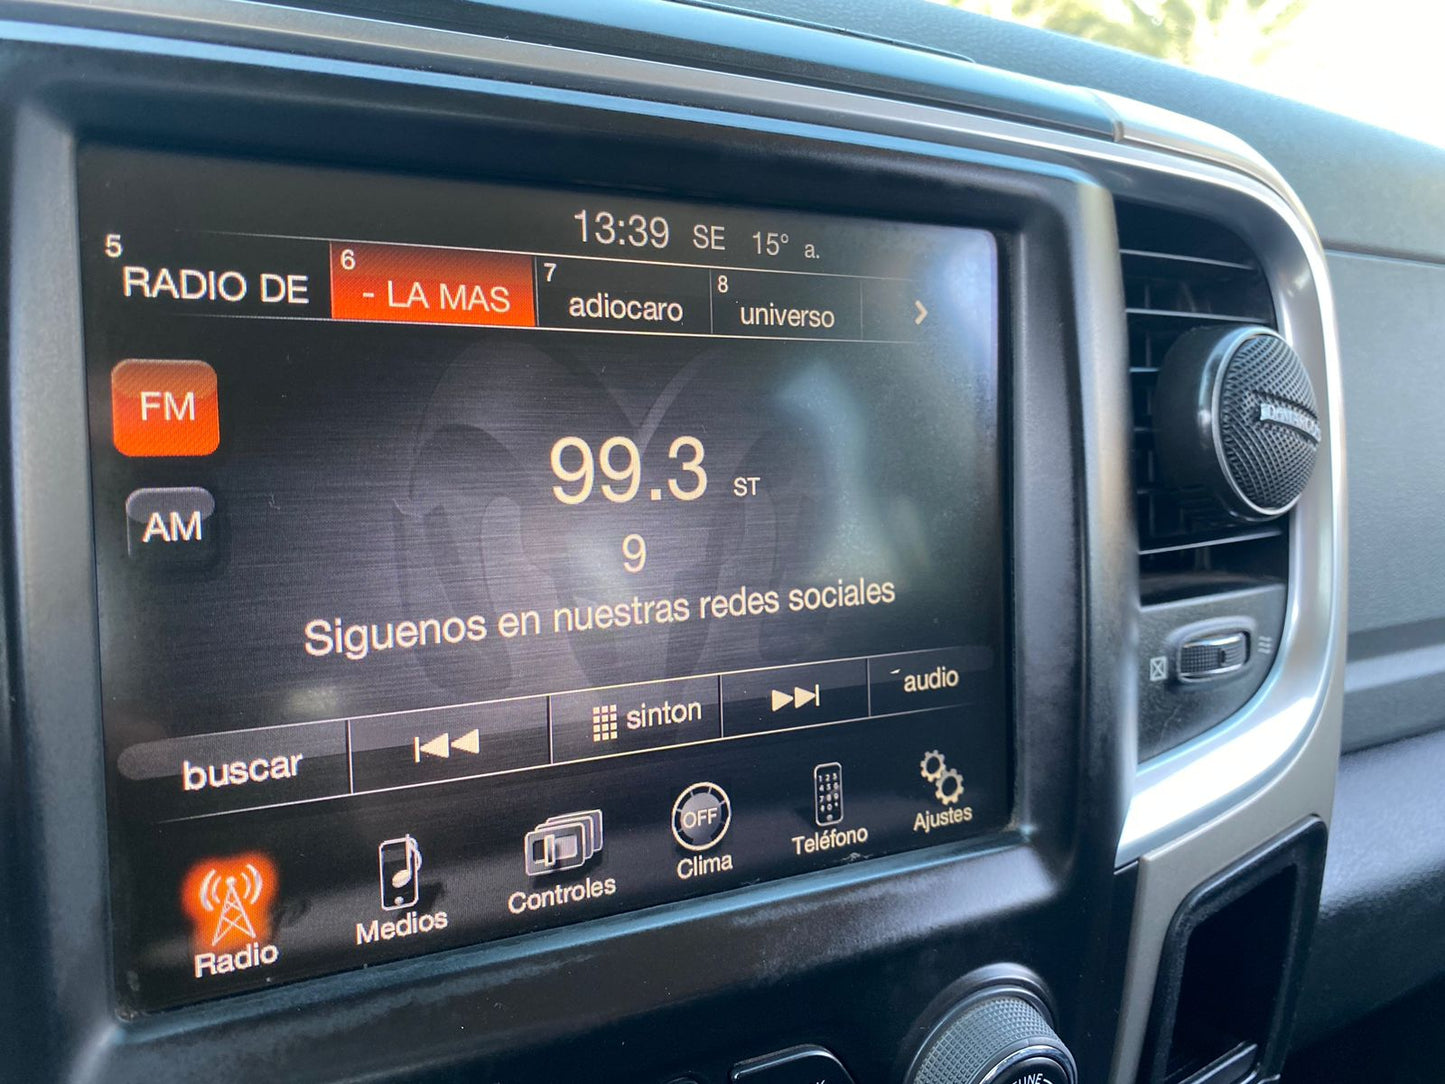 13:39 SE 15° a.
5 RADIO DE
6 - LA MAS
7 adiocaro
8 universo
FM
99.3 ST
AM
9
Siguenos en nuestras redes sociales
buscar
sinton
audio
OFF
Radio
Medios
Controles
Clima
Teléfono
Ajustes
TUNE